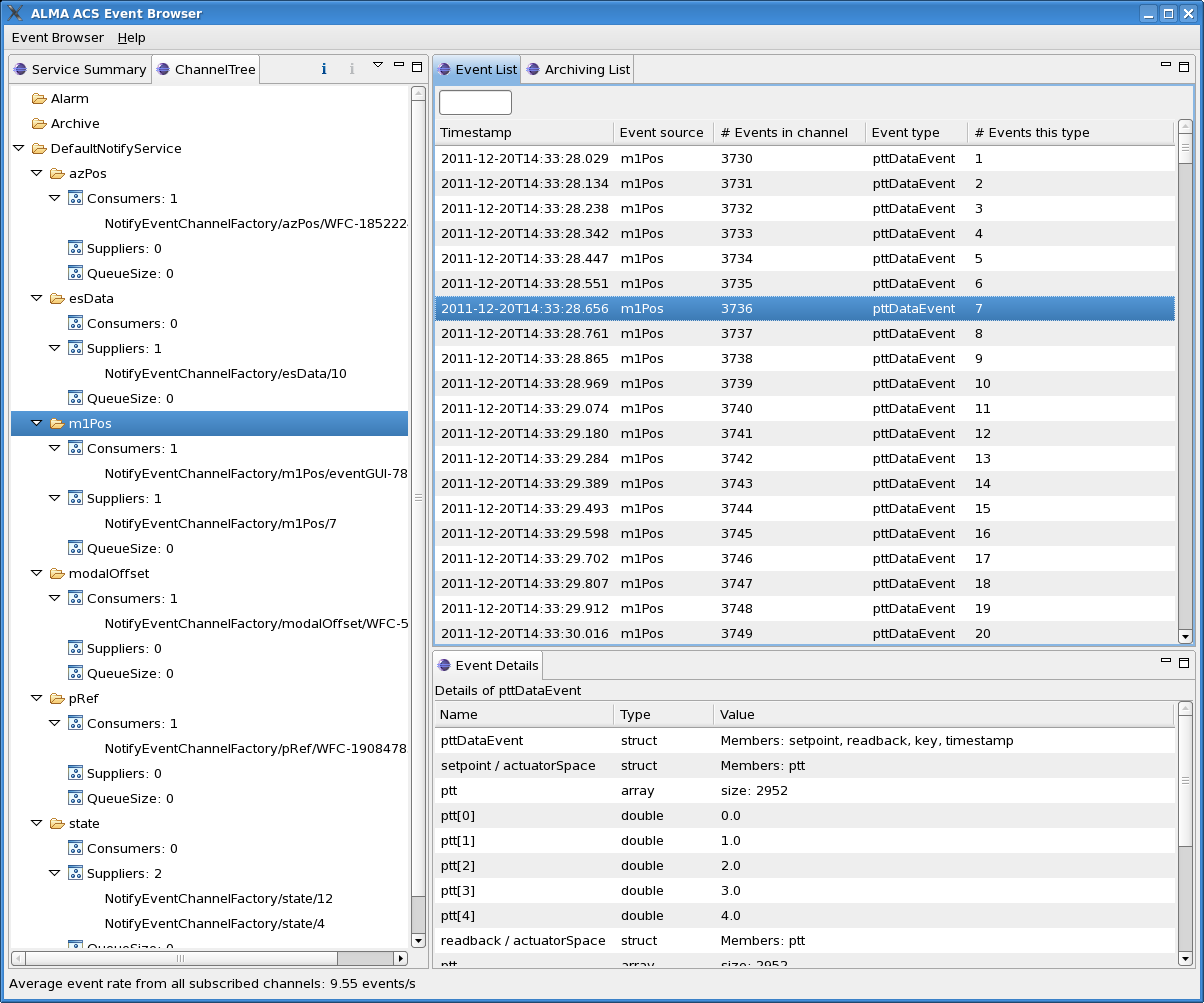 ALMA ACS Event Browser
Event Browser Help
Service Summary ChannelTree
Alarm
Archive
DefaultNotifyService
azPos
Consumers: 1
NotifyEventChannelFactory/azPos/WFC-185222
Suppliers: 0
QueueSize: 0
esData
Consumers: 0
Suppliers: 1
NotifyEventChannelFactory/esData/10
QueueSize: 0
m1Pos
Consumers: 1
NotifyEventChannelFactory/m1Pos/eventGUI-78
Suppliers: 1
NotifyEventChannelFactory/m1Pos/7
QueueSize: 0
modalOffset
Consumers: 1
NotifyEventChannelFactory/modalOffset/WFC-5
Suppliers: 0
QueueSize: 0
pRef
Consumers: 1
NotifyEventChannelFactory/pRef/WFC-1908478
Suppliers: 0
QueueSize: 0
state
Consumers: 0
Suppliers: 2
NotifyEventChannelFactory/state/12
NotifyEventChannelFactory/state/4
QueueSize: 0
Event List Archiving List
Timestamp Event source # Events in channel Event type # Events this type
2011-12-20T14:33:28.029 m1Pos 3730 pttDataEvent 1
2011-12-20T14:33:28.134 m1Pos 3731 pttDataEvent 2
2011-12-20T14:33:28.238 m1Pos 3732 pttDataEvent 3
2011-12-20T14:33:28.342 m1Pos 3733 pttDataEvent 4
2011-12-20T14:33:28.447 m1Pos 3734 pttDataEvent 5
2011-12-20T14:33:28.551 m1Pos 3735 pttDataEvent 6
2011-12-20T14:33:28.656 m1Pos 3736 pttDataEvent 7
2011-12-20T14:33:28.761 m1Pos 3737 pttDataEvent 8
2011-12-20T14:33:28.865 m1Pos 3738 pttDataEvent 9
2011-12-20T14:33:28.969 m1Pos 3739 pttDataEvent 10
2011-12-20T14:33:29.074 m1Pos 3740 pttDataEvent 11
2011-12-20T14:33:29.180 m1Pos 3741 pttDataEvent 12
2011-12-20T14:33:29.284 m1Pos 3742 pttDataEvent 13
2011-12-20T14:33:29.389 m1Pos 3743 pttDataEvent 14
2011-12-20T14:33:29.493 m1Pos 3744 pttDataEvent 15
2011-12-20T14:33:29.598 m1Pos 3745 pttDataEvent 16
2011-12-20T14:33:29.702 m1Pos 3746 pttDataEvent 17
2011-12-20T14:33:29.807 m1Pos 3747 pttDataEvent 18
2011-12-20T14:33:29.912 m1Pos 3748 pttDataEvent 19
2011-12-20T14:33:30.016 m1Pos 3749 pttDataEvent 20
Event Details
Details of pttDataEvent
Name Type Value
pttDataEvent struct Members: setpoint, readback, key, timestamp
setpoint / actuatorSpace struct Members: ptt
ptt array size: 2952
ptt[0] double 0.0
ptt[1] double 1.0
ptt[2] double 2.0
ptt[3] double 3.0
ptt[4] double 4.0
readback / actuatorSpace struct Members: ptt
ptt array size: 2952
Average event rate from all subscribed channels: 9.55 events/s